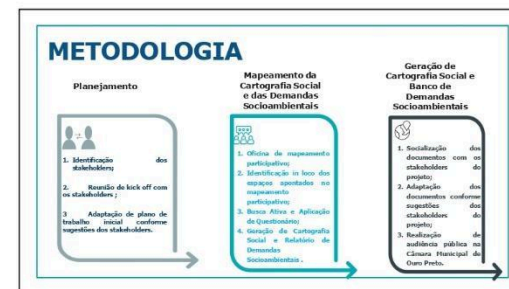 METODOLOGIA
Planejamento
1. Identificação dos
stakeholders;
2. Reunião de kick off com
os stakeholders ;
3 Adaptação de plano de
trabalho inicial conforme
sugestões dos stakeholders.
Mapeamento da
Cartografia Social
e das Demandas
Socioambientais
1. Oficina de mapeamento
participativo;
2. Identificação in loco dos
espaços apontados no
mapeamento
participativo;
3. Busca Ativa e Aplicação
de Questionário;
4. Geração de Cartografia
Social e Relatório de
Demandas
Socioambientais .
Geração de
Cartografia Social e
Banco de
Demandas
Socioambientais
1. Socialização dos
documentos com os
stakeholders do
projeto;
2. Adaptação dos
documentos conforme
sugestões dos
stakeholders do
projeto;
3. Realização de
audiência pública na
Câmara Municipal de
Ouro Preto.